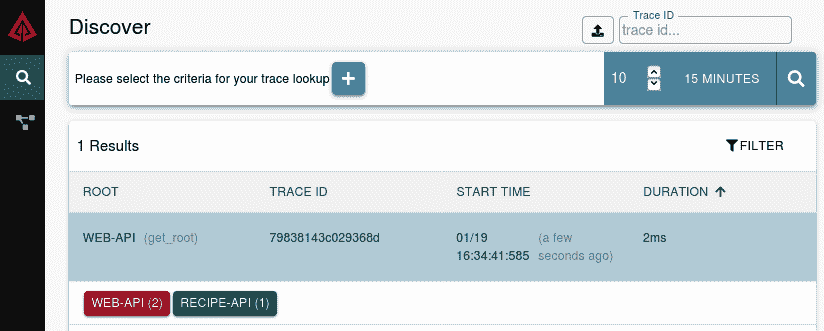 Discover
Trace ID
trace id...
Please select the criteria for your trace lookup +
10
15 MINUTES
1 Results
FILTER
ROOT TRACE ID START TIME DURATION
WEB-API (get_root) 79838143c029368d 01/19 (a few 2ms
16:34:41:585 seconds ago)
WEB-API (2) RECIPE-API (1)